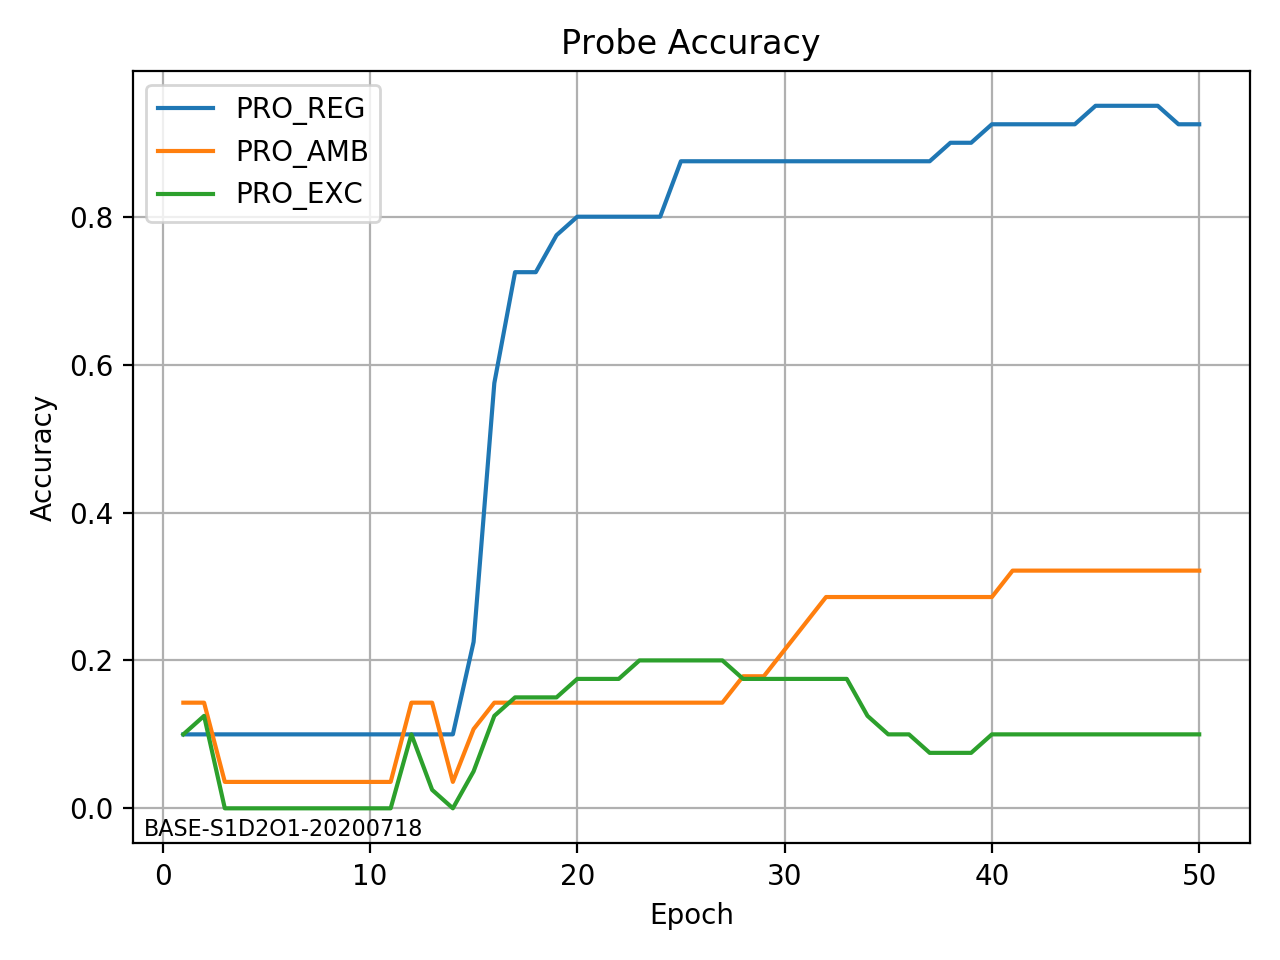 Probe Accuracy
PRO_REG
PRO_AMB
PRO_EXC
Accuracy
0.8
0.6
0.4
0.2
0.0
BASE-S1D2O1-20200718
0 10 20 30 40 50
Epoch